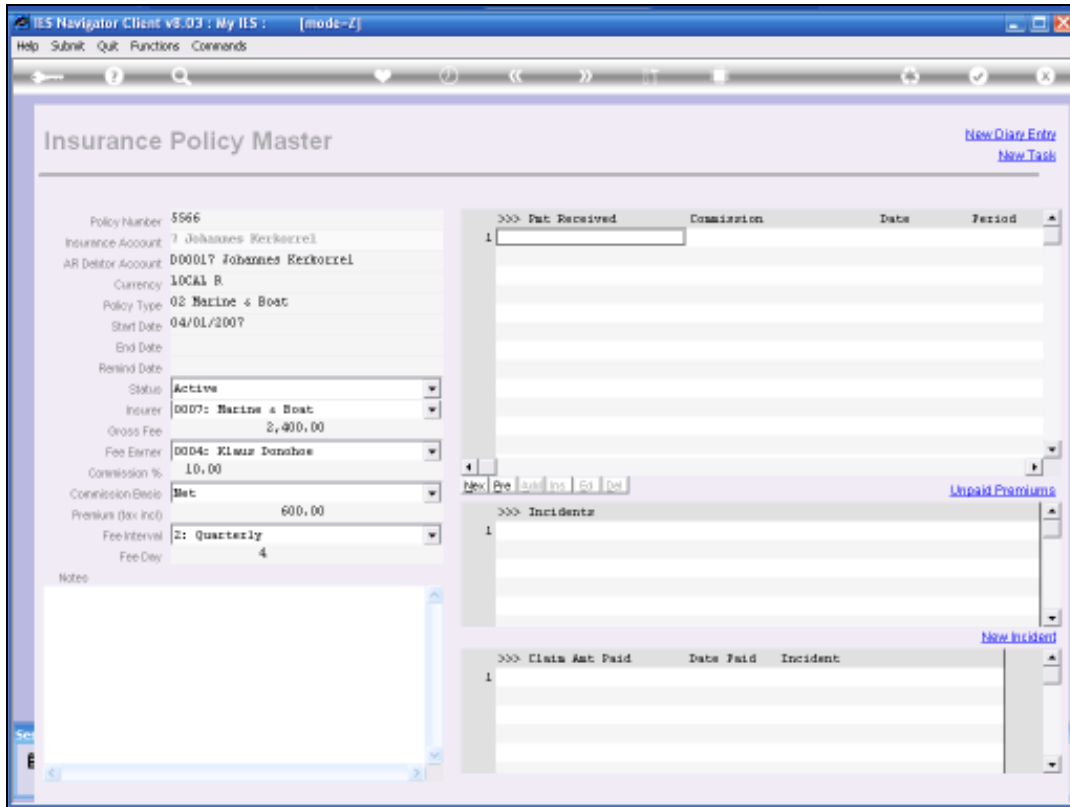 IES Navigator Client v8.03 : My IES : [mode=Z]
Help Submit Quit Functions Commands
Insurance Policy Master
New Diary Entry
New Task
Policy Number 5566
Insurance Account 7 Johannes Kerkorrel
AR Debtor Account D00017 Johannes Kerkorrel
Currency LOCAL R
Policy Type 02 Marine & Boat
Start Date 04/01/2007
End Date
Remind Date
Status Active
Insurer 0007: Marine & Boat
Gross Fee 2,400.00
Fee Earner 0004: Klaus Donohoe
Commission % 10.00
Commission Basis Net
Premium (tax incl) 600.00
Fee Interval 2: Quarterly
Fee Day 4
Notes
>>> Pmt Received Commission Date Period
1
Nex Pre Add Ins Ed Del
Unpaid Premiums
>>> Incidents
1
New Incident
>>> Claim Amt Paid Date Paid Incident
1